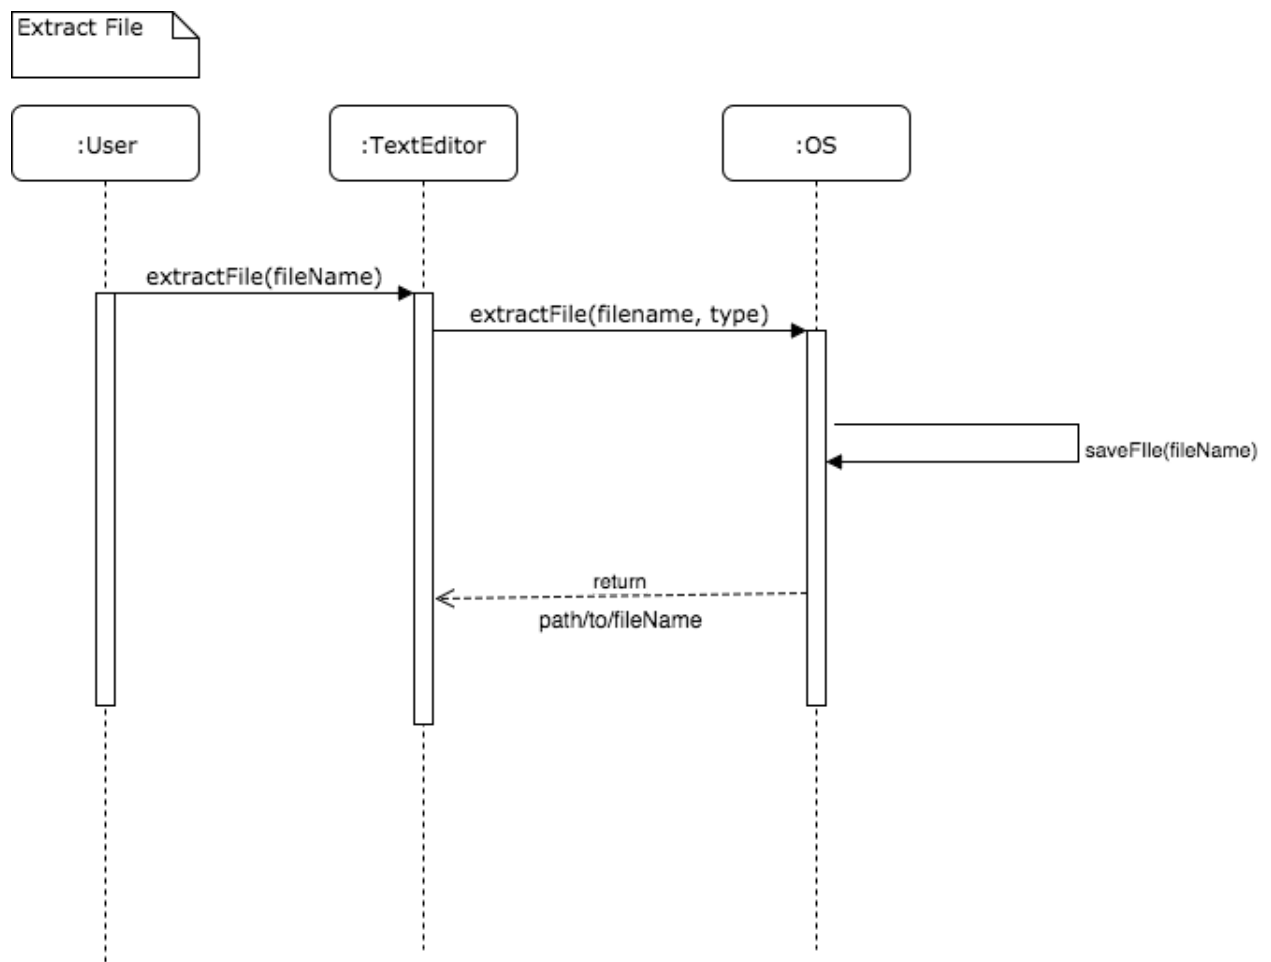 Extract File
:User
:TextEditor
:OS
extractFile(fileName)
extractFile(filename, type)
saveFIle(fileName)
return
path/to/fileName